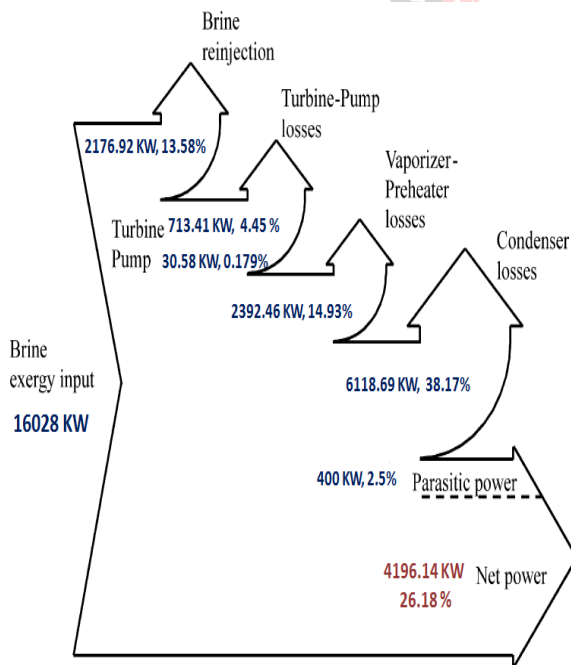 Brine
reinjection
2176.92 KW, 13.58%
Turbine-Pump
losses
Turbine
Pump
713.41 KW, 4.45 %
30.58 KW, 0.179%
Vaporizer-
Preheater
losses
2392.46 KW, 14.93%
Condenser
losses
6118.69 KW, 38.17%
Brine
exergy input
16028 KW
400 KW, 2.5%
Parasitic power
4196.14 KW
26.18 %
Net power